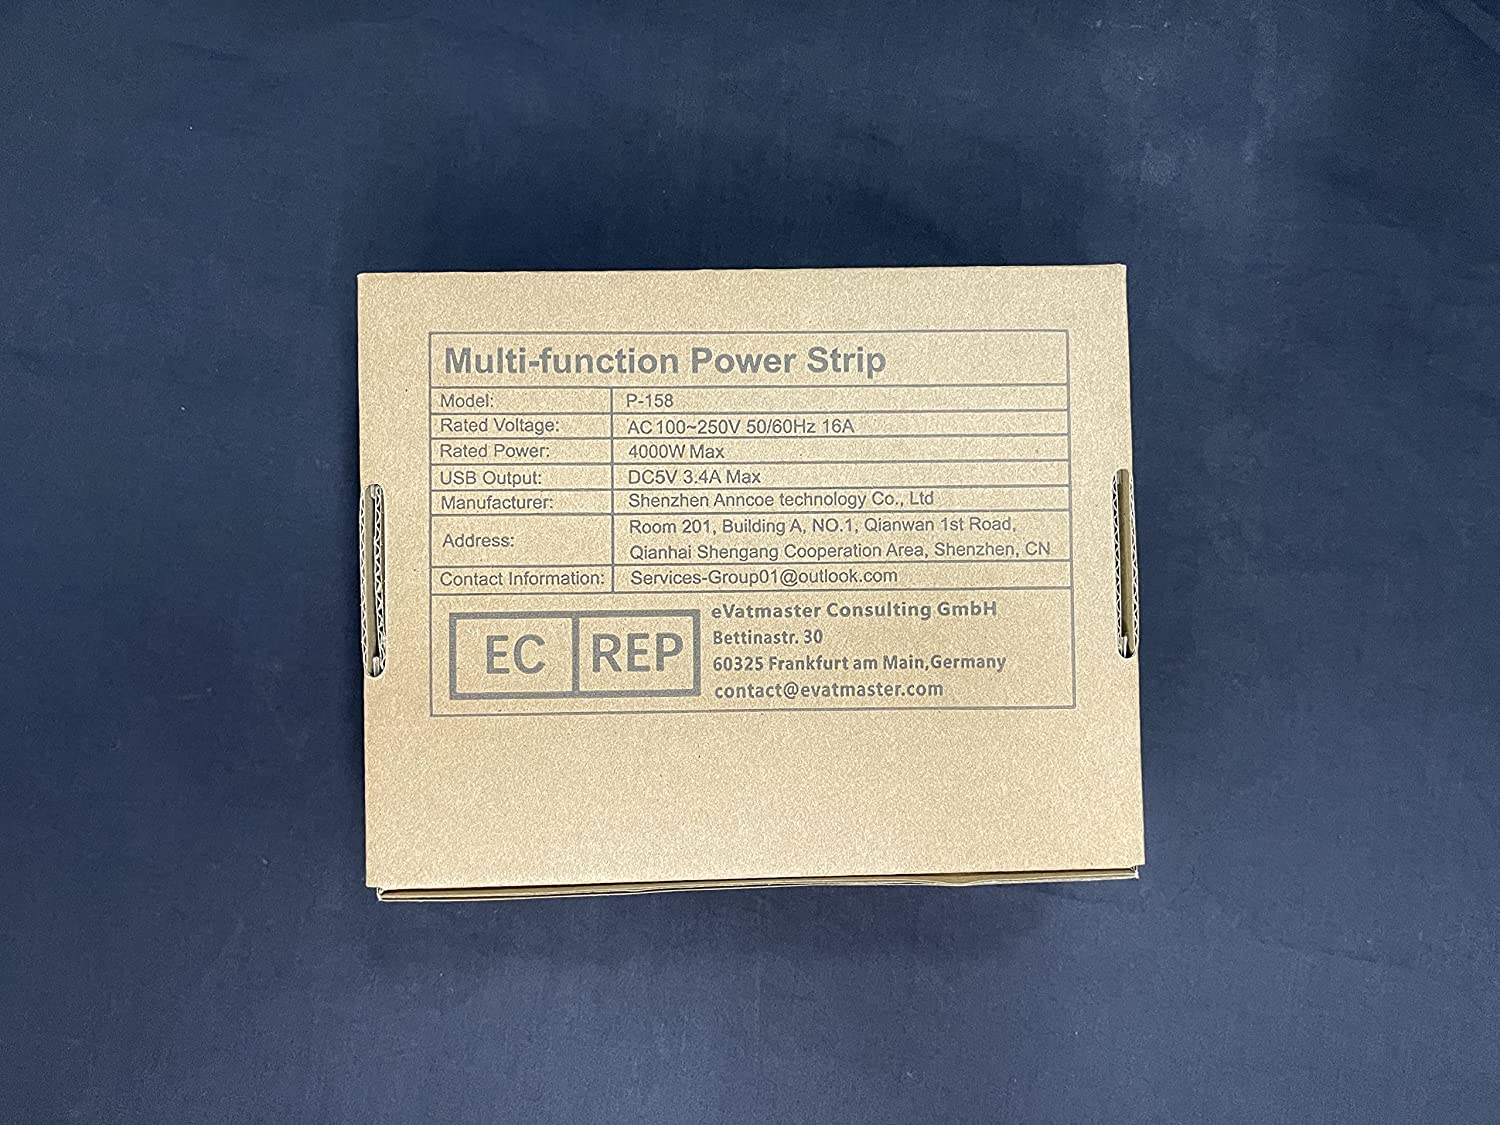 Multi-function Power Strip
Model: P-158
Rated Voltage: AC 100~250V 50/60Hz 16A
Rated Power: 4000W Max
USB Output: DC5V 3.4A Max
Manufacturer: Shenzhen Anncoe technology Co., Ltd
Address: Room 201, Building A, NO.1, Qianwan 1st Road,
Qianhai Shengang Cooperation Area, Shenzhen, CN
Contact Information: Services-Group01@outlook.com
EC REP
eVatmaster Consulting GmbH
Bettinastr. 30
60325 Frankfurt am Main,Germany
contact@evatmaster.com